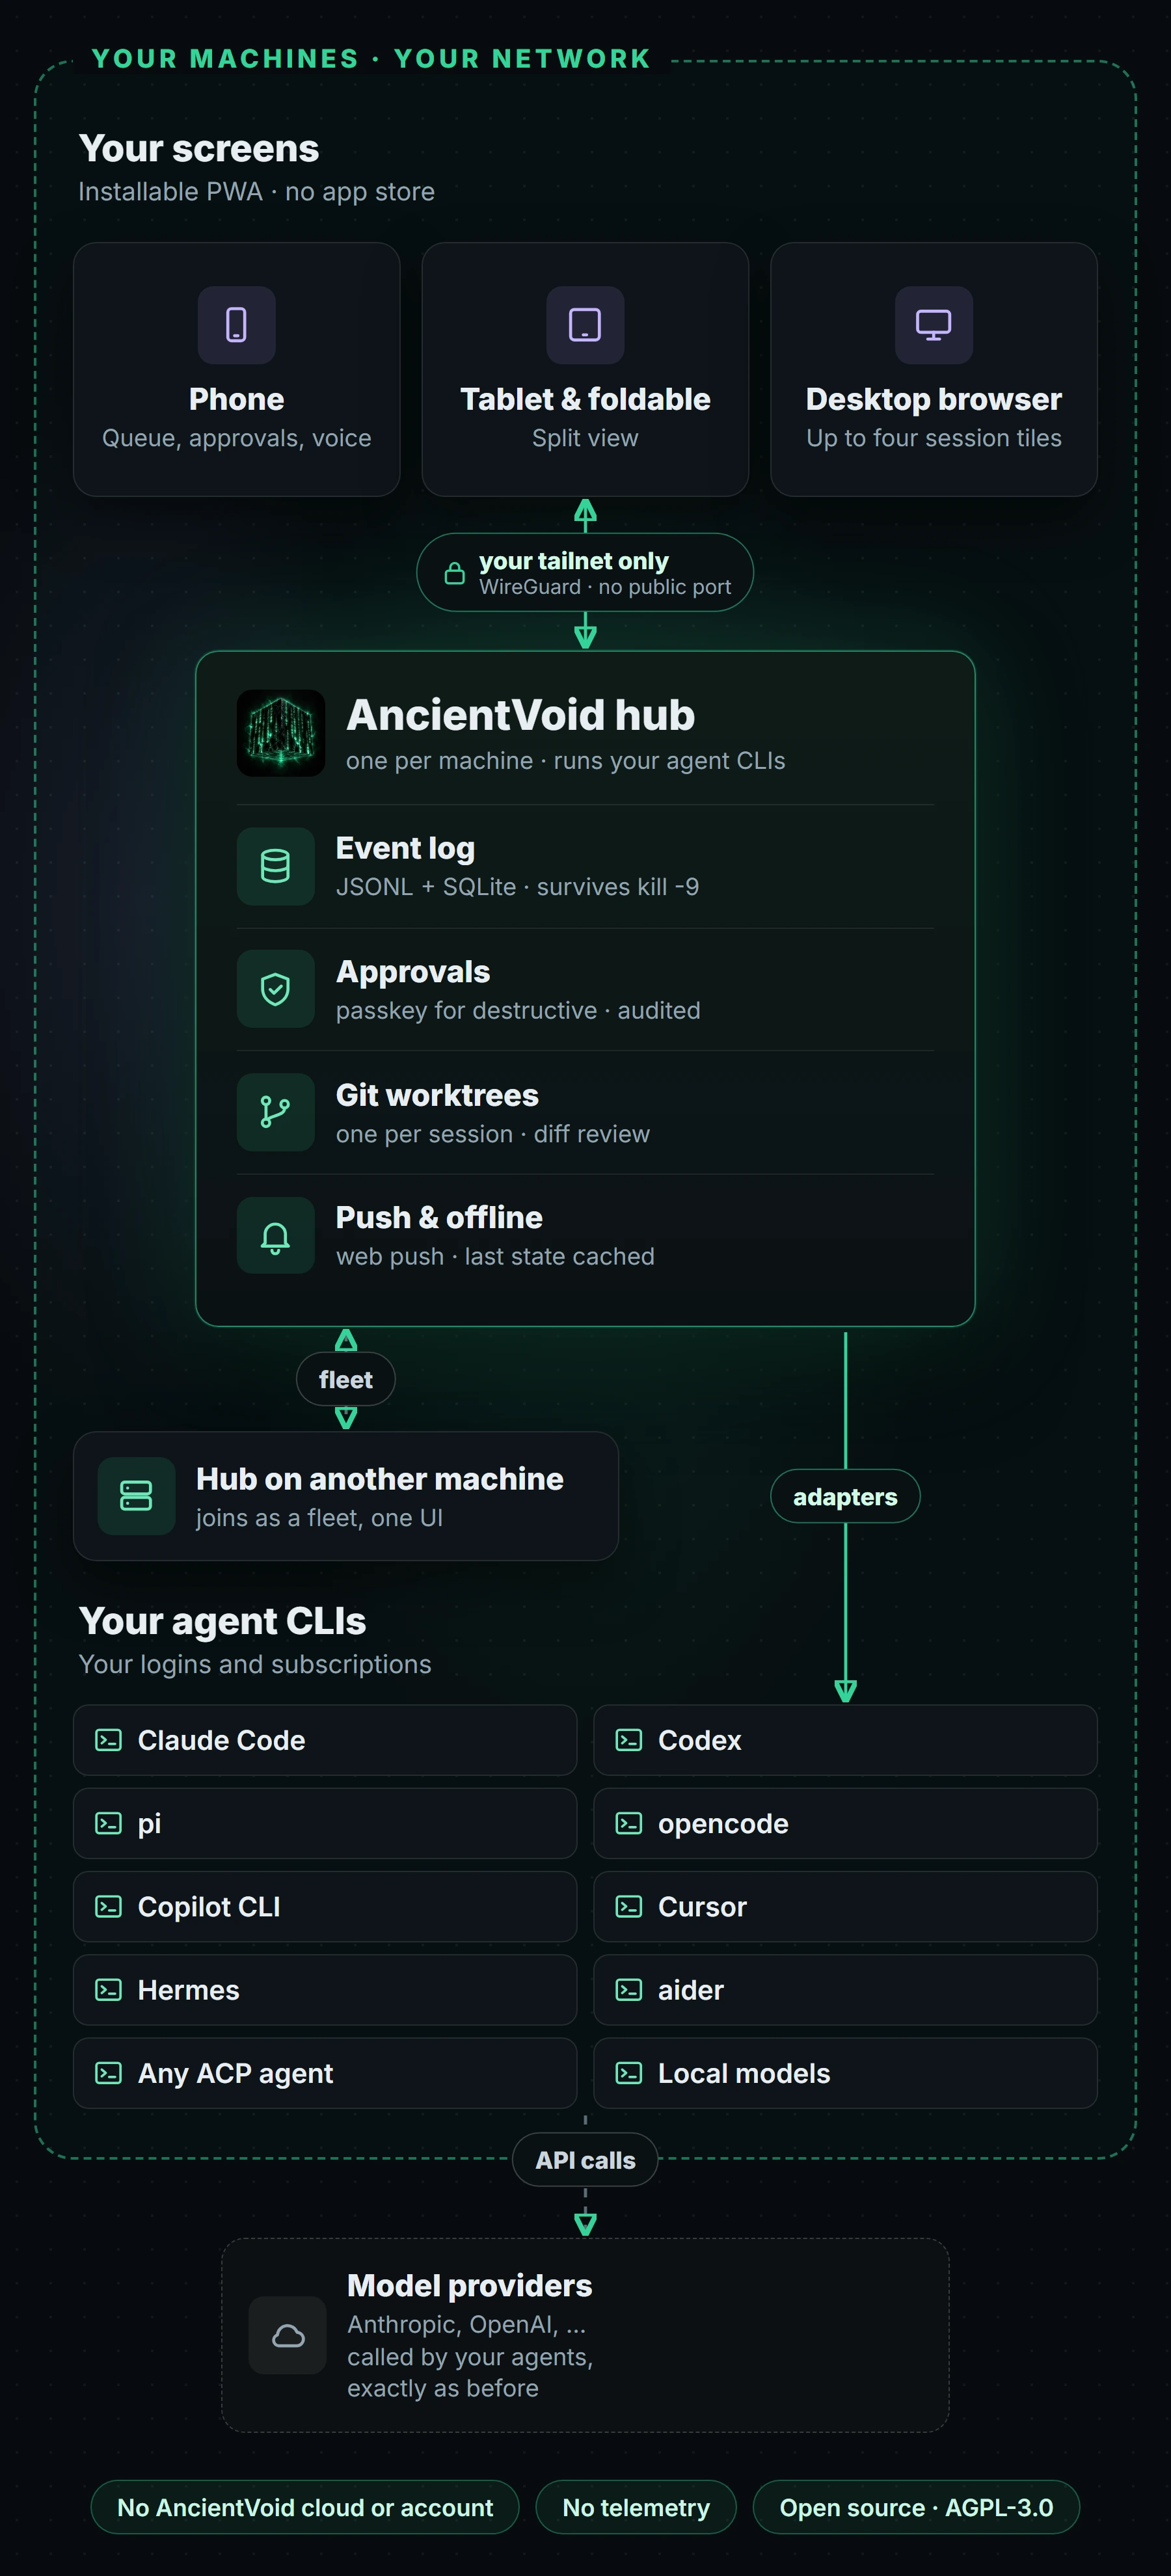 YOUR MACHINES · YOUR NETWORK
Your screens
Installable PWA · no app store
Phone
Queue, approvals, voice
Tablet & foldable
Split view
Desktop browser
Up to four session tiles
your tailnet only
WireGuard · no public port
AncientVoid hub
one per machine · runs your agent CLIs
Event log
JSONL + SQLite · survives kill -9
Approvals
passkey for destructive · audited
Git worktrees
one per session · diff review
Push & offline
web push · last state cached
fleet
Hub on another machine
joins as a fleet, one UI
adapters
Your agent CLIs
Your logins and subscriptions
Claude Code
Codex
pi
opencode
Copilot CLI
Cursor
Hermes
aider
Any ACP agent
Local models
API calls
Model providers
Anthropic, OpenAI, ...
called by your agents,
exactly as before
No AncientVoid cloud or account
No telemetry
Open source · AGPL-3.0